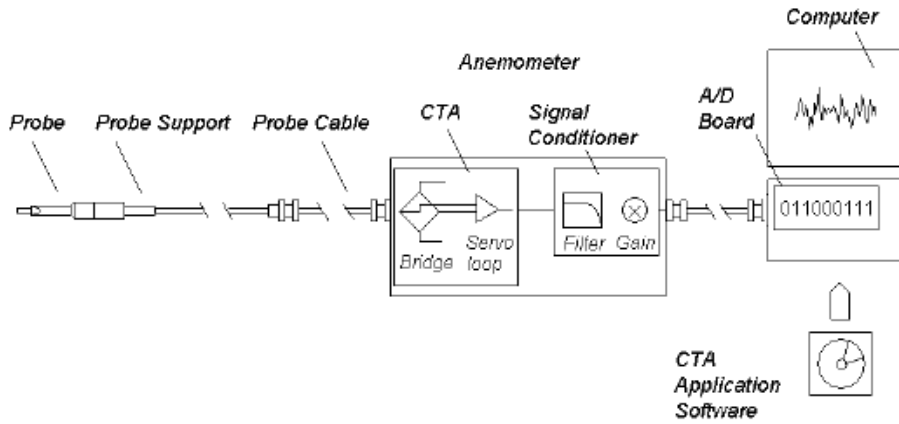 Computer
Anemometer
A/D
Board
Probe
Probe Support
Probe Cable
CTA
Signal
Conditioner
011000111
Filter
Gain
Bridge
Servo
loop
CTA
Application
Software